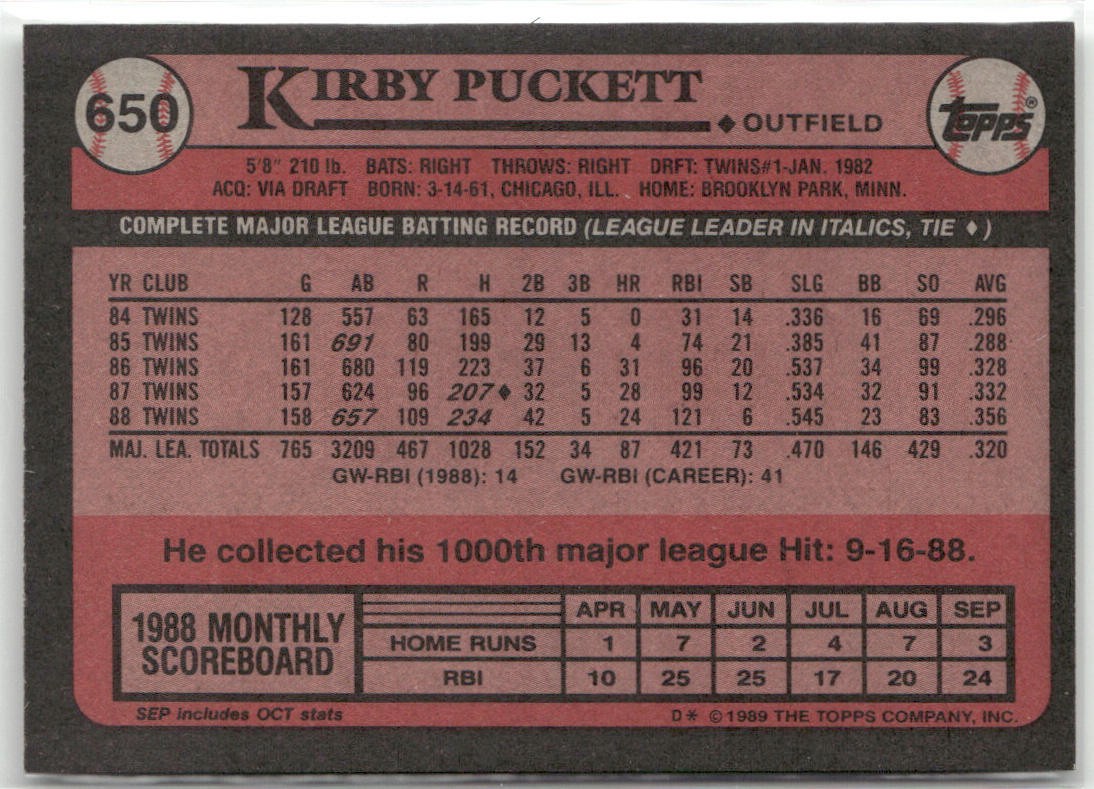 650
KIRBY PUCKETT
◆ OUTFIELD
topps®
5'8" 210 lb. BATS: RIGHT THROWS: RIGHT DRFT: TWINS#1-JAN. 1982
ACQ: VIA DRAFT BORN: 3-14-61, CHICAGO, ILL. HOME: BROOKLYN PARK, MINN.
COMPLETE MAJOR LEAGUE BATTING RECORD (LEAGUE LEADER IN ITALICS, TIE ♦)
YR CLUB G AB R H 2B 3B HR RBI SB SLG BB SO AVG
84 TWINS 128 557 63 165 12 5 0 31 14 .336 16 69 .296
85 TWINS 161 691 80 199 29 13 4 74 21 .385 41 87 .288
86 TWINS 161 680 119 223 37 6 31 96 20 .537 34 99 .328
87 TWINS 157 624 96 207♦ 32 5 28 99 12 .534 32 91 .332
88 TWINS 158 657 109 234 42 5 24 121 6 .545 23 83 .356
MAJ. LEA. TOTALS 765 3209 467 1028 152 34 87 421 73 .470 146 429 .320
GW-RBI (1988): 14 GW-RBI (CAREER): 41
He collected his 1000th major league Hit: 9-16-88.
1988 MONTHLY
SCOREBOARD
APR MAY JUN JUL AUG SEP
HOME RUNS 1 7 2 4 7 3
RBI 10 25 25 17 20 24
SEP includes OCT stats
D* ©1989 THE TOPPS COMPANY, INC.